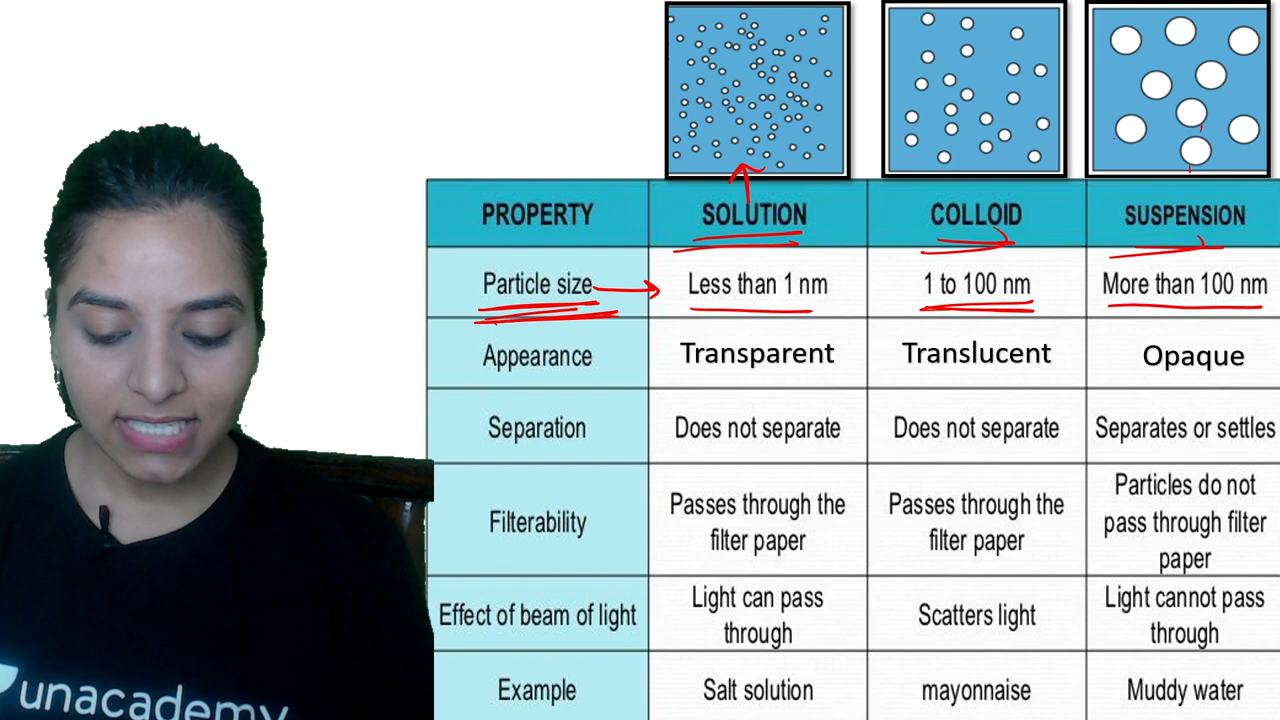 PROPERTY SOLUTION COLLOID SUSPENSION
Particle size Less than 1 nm 1 to 100 nm More than 100 nm
Appearance Transparent Translucent Opaque
Separation Does not separate Does not separate Separates or settles
Filterability
Passes through the
filter paper
Passes through the
filter paper
Particles do not
pass through filter
paper
Effect of beam of light
Light can pass
through
Scatters light
Light cannot pass
through
Example Salt solution mayonnaise Muddy water
unacademy